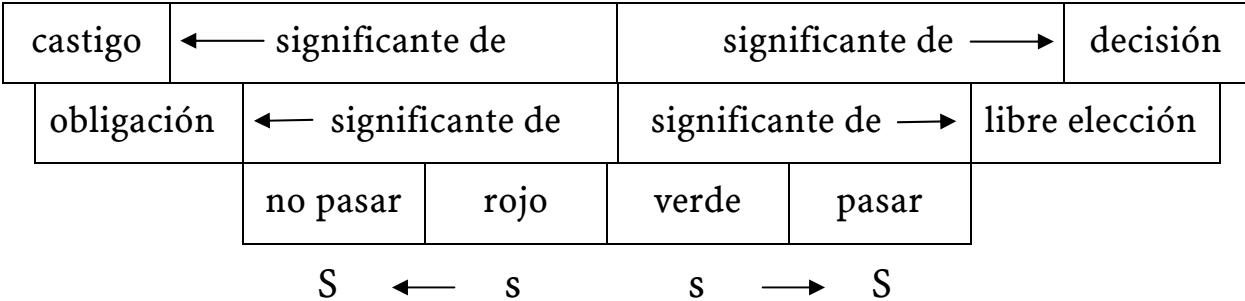 castigo ← significante de significante de → decisión
obligación ← significante de significante de → libre elección
no pasar rojo verde pasar
S ← s s → S